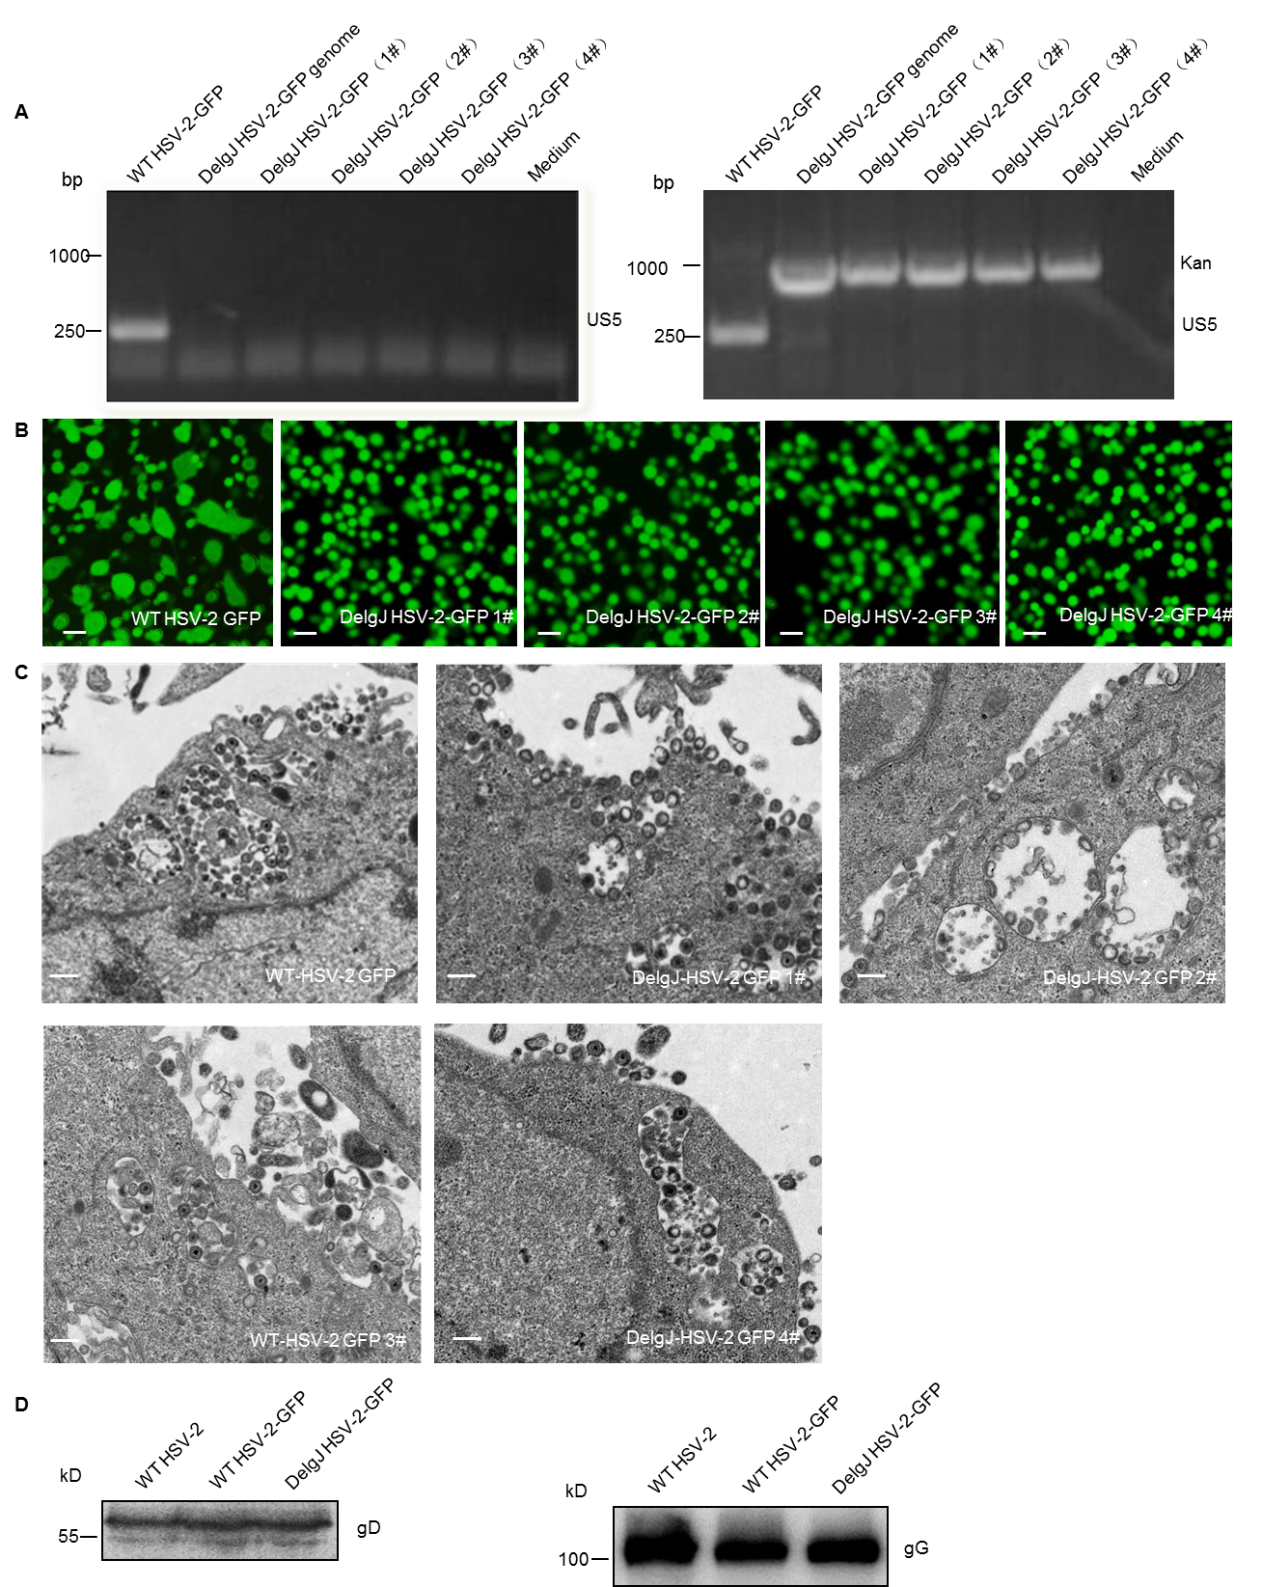 A
bp
WT HSV-2-GFP
DelgJ HSV-2-GFP genome
DelgJ HSV-2-GFP（1#）
DelgJ HSV-2-GFP（2#）
DelgJ HSV-2-GFP（3#）
DelgJ HSV-2-GFP（4#）
Medium
1000
250
US5
bp
WT HSV-2-GFP
DelgJ HSV-2-GFP genome
DelgJ HSV-2-GFP（1#）
DelgJ HSV-2-GFP（2#）
DelgJ HSV-2-GFP（3#）
DelgJ HSV-2-GFP（4#）
Medium
1000
250
Kan
US5
B
WT HSV-2 GFP
DelgJ HSV-2-GFP 1#
DelgJ HSV-2-GFP 2#
DelgJ HSV-2-GFP 3#
DelgJ HSV-2-GFP 4#
C
WT-HSV-2 GFP
DelgJ-HSV-2 GFP 1#
DelgJ-HSV-2 GFP 2#
WT-HSV-2 GFP 3#
DelgJ-HSV-2 GFP 4#
D
kD
WT HSV-2
WT HSV-2-GFP
DelgJ HSV-2-GFP
55
gD
kD
WT HSV-2
WT HSV-2-GFP
DelgJ HSV-2-GFP
100
gG